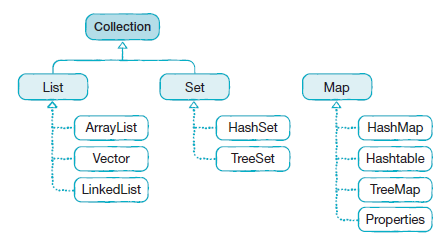 Collection
List
Set
Map
ArrayList
HashSet
HashMap
Vector
TreeSet
Hashtable
LinkedList
TreeMap
Properties